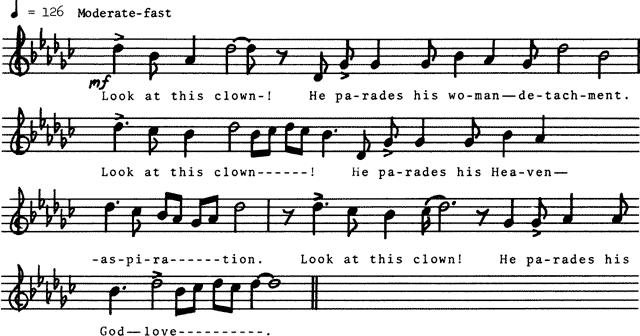 ♩ = 126 Moderate-fast
mf
Look at this clown-! He pa-rades his wo-man—de-tach-ment.
Look at this clown------! He pa-rades his Hea-ven—
-as-pi-ra------tion. Look at this clown! He pa-rades his
God—love----------.